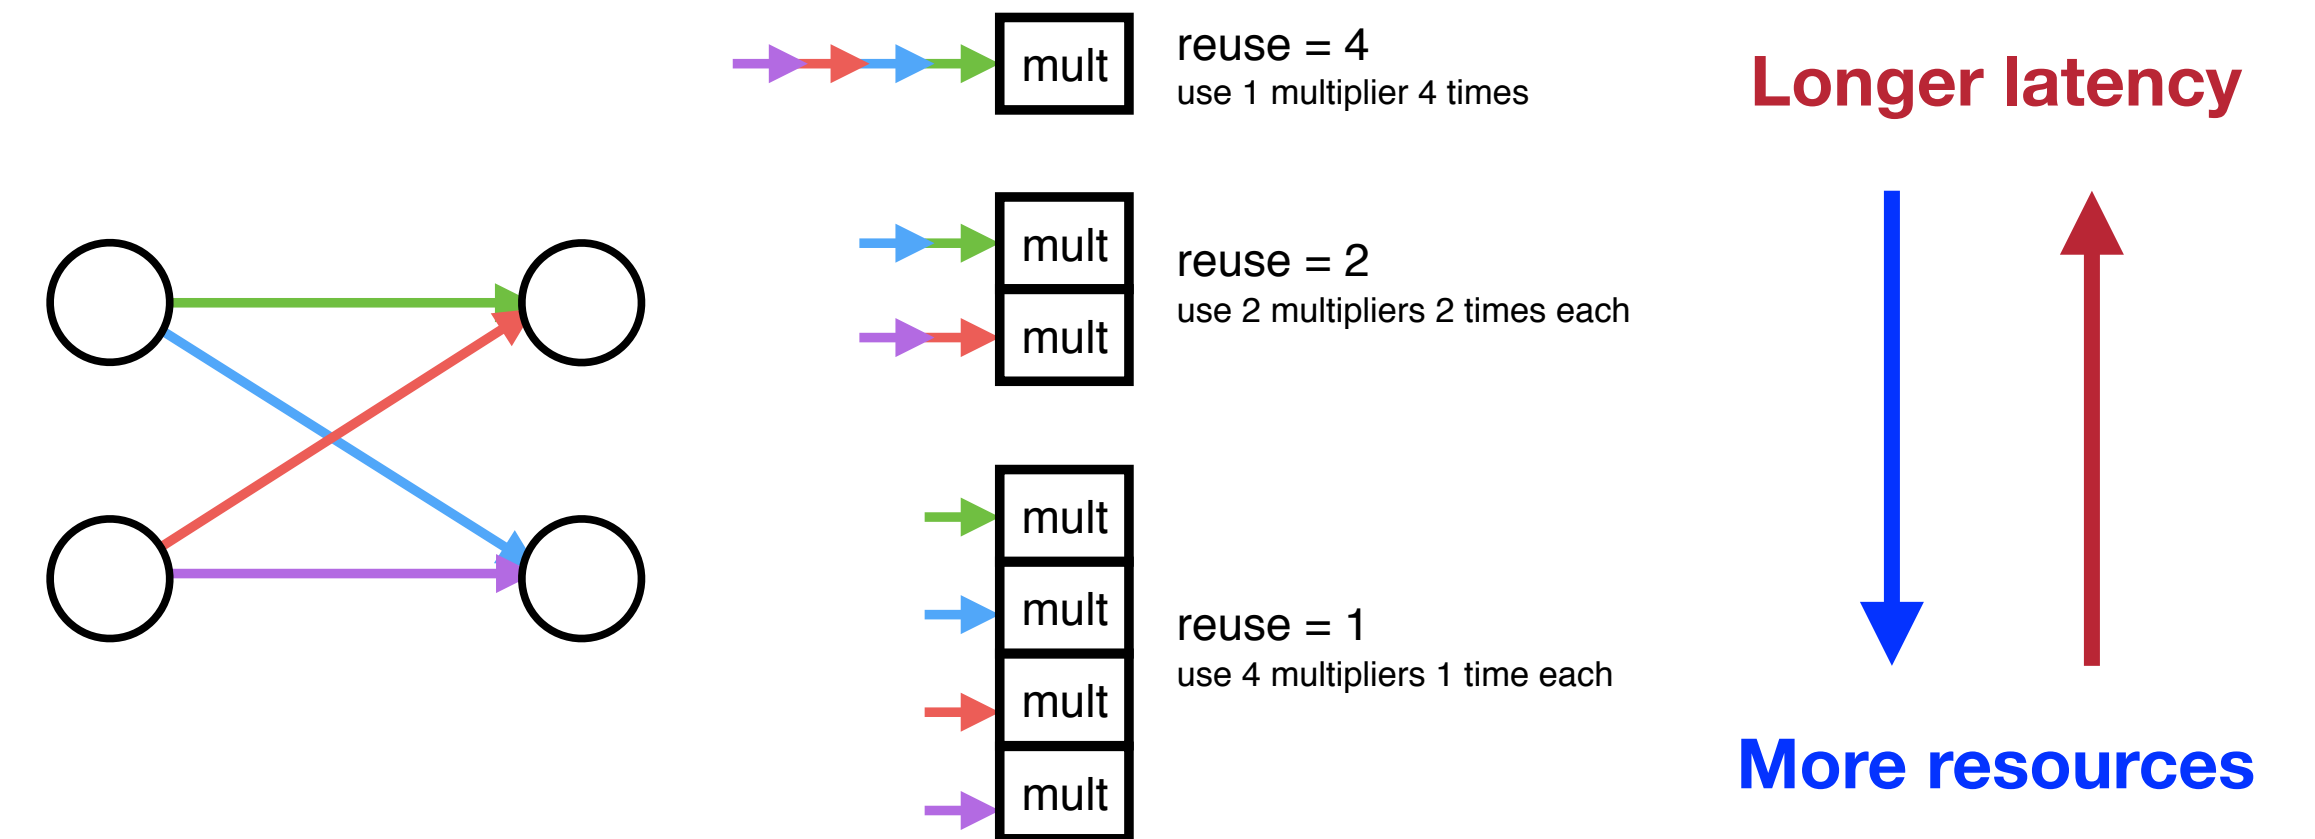 mult
reuse = 4
use 1 multiplier 4 times
Longer latency
mult
mult
reuse = 2
use 2 multipliers 2 times each
mult
mult
mult
mult
reuse = 1
use 4 multipliers 1 time each
More resources